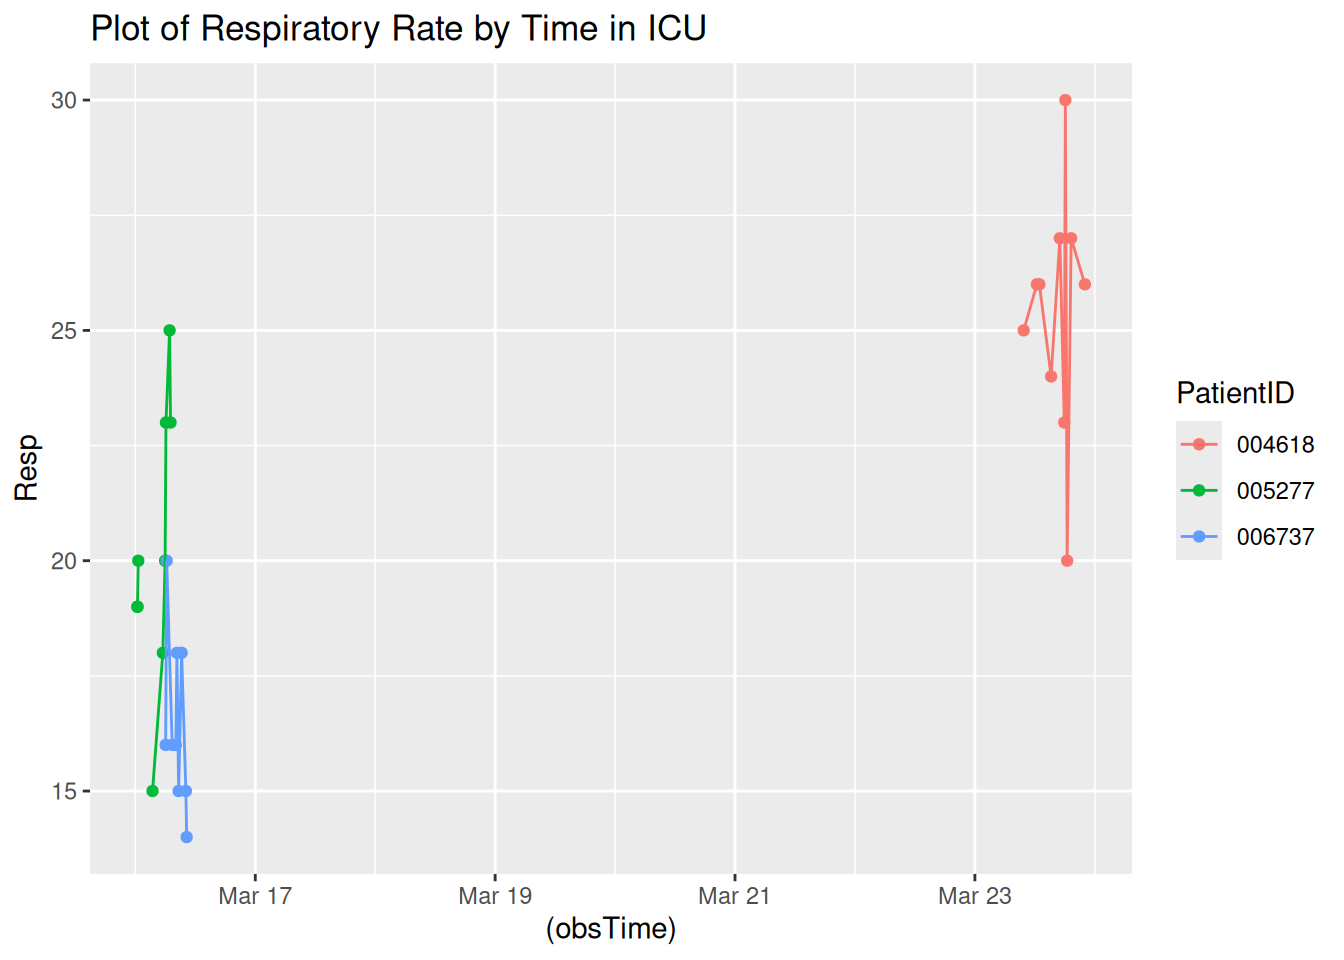 Plot of Respiratory Rate by Time in ICU
30
25
20
15
Resp
Mar 17
Mar 19
Mar 21
Mar 23
(obsTime)
PatientID
004618
005277
006737